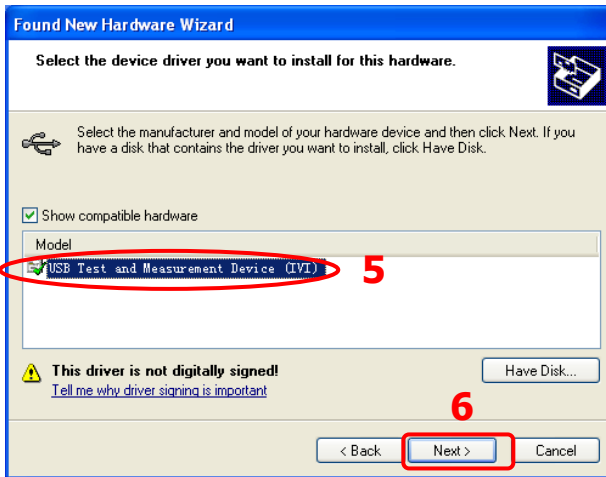 Found New Hardware Wizard
Select the device driver you want to install for this hardware.
Select the manufacturer and model of your hardware device and then click Next. If you
have a disk that contains the driver you want to install, click Have Disk.
Show compatible hardware
Model
USB Test and Measurement Device (IVI)
5
This driver is not digitally signed!
Have Disk...
Tell me why driver signing is important
6
< Back
Next >
Cancel